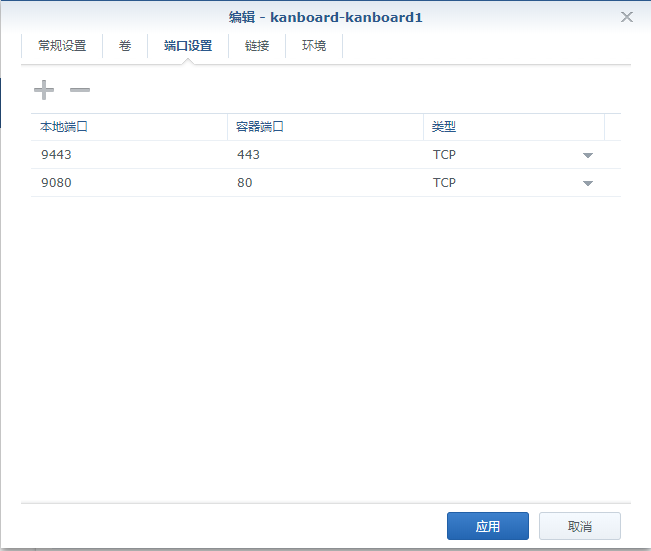 编辑 - kanboard-kanboard1
常规设置 卷 端口设置 链接 环境
本地端口 容器端口 类型
9443 443 TCP
9080 80 TCP
应用 取消